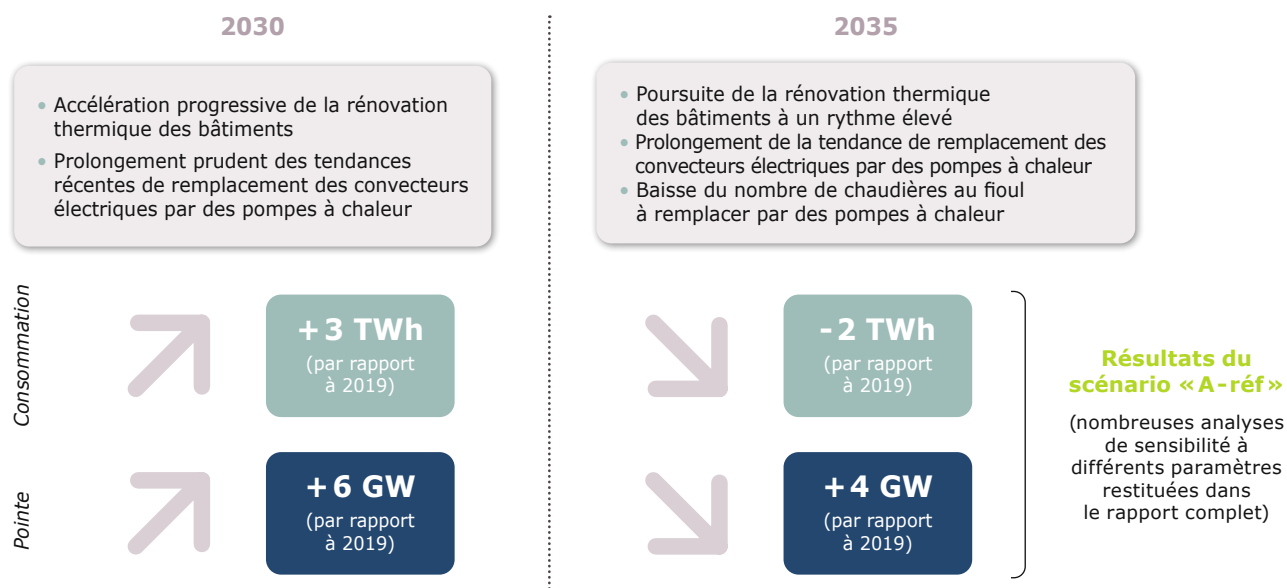 2030
• Accélération progressive de la rénovation
thermique des bâtiments
• Prolongement prudent des tendances
récentes de remplacement des convecteurs
électriques par des pompes à chaleur
2035
• Poursuite de la rénovation thermique
des bâtiments à un rythme élevé
• Prolongement de la tendance de remplacement des
convecteurs électriques par des pompes à chaleur
• Baisse du nombre de chaudières au fioul
à remplacer par des pompes à chaleur
Consommation
+3 TWh
(par rapport
à 2019)
-2 TWh
(par rapport
à 2019)
Pointe
+6 GW
(par rapport
à 2019)
+4 GW
(par rapport
à 2019)
Résultats du
scénario «A-réf»
(nombreuses analyses
de sensibilité à
différents paramètres
restituées dans
le rapport complet)